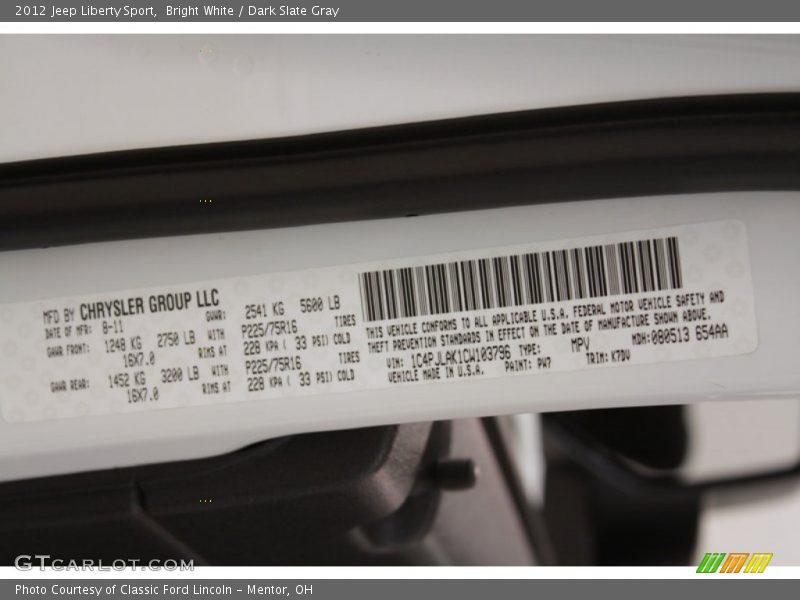 2012 Jeep Liberty Sport, Bright White / Dark Slate Gray
MFD BY CHRYSLER GROUP LLC
DATE OF MFR: 8-11 GVWR: 2541 KG 5600 LB
GAWR FRONT: 1248 KG 2750 LB WITH P225/75R16 TIRES
16X7.0 RIMS AT 228 KPA ( 33 PSI) COLD
GAWR REAR: 1452 KG 3200 LB WITH P225/75R16 TIRES
16X7.0 RIMS AT 228 KPA ( 33 PSI) COLD
THIS VEHICLE CONFORMS TO ALL APPLICABLE U.S.A. FEDERAL MOTOR VEHICLE SAFETY AND
THEFT PREVENTION STANDARDS IN EFFECT ON THE DATE OF MANUFACTURE SHOWN ABOVE.
VIN: 1C4PJLAK1CW103796 TYPE: MPV MDH: 080513 654AA
VEHICLE MADE IN U.S.A. PAINT: PW7 TRIM: K7DV
GTCARLOT.COM
Photo Courtesy of Classic Ford Lincoln - Mentor, OH